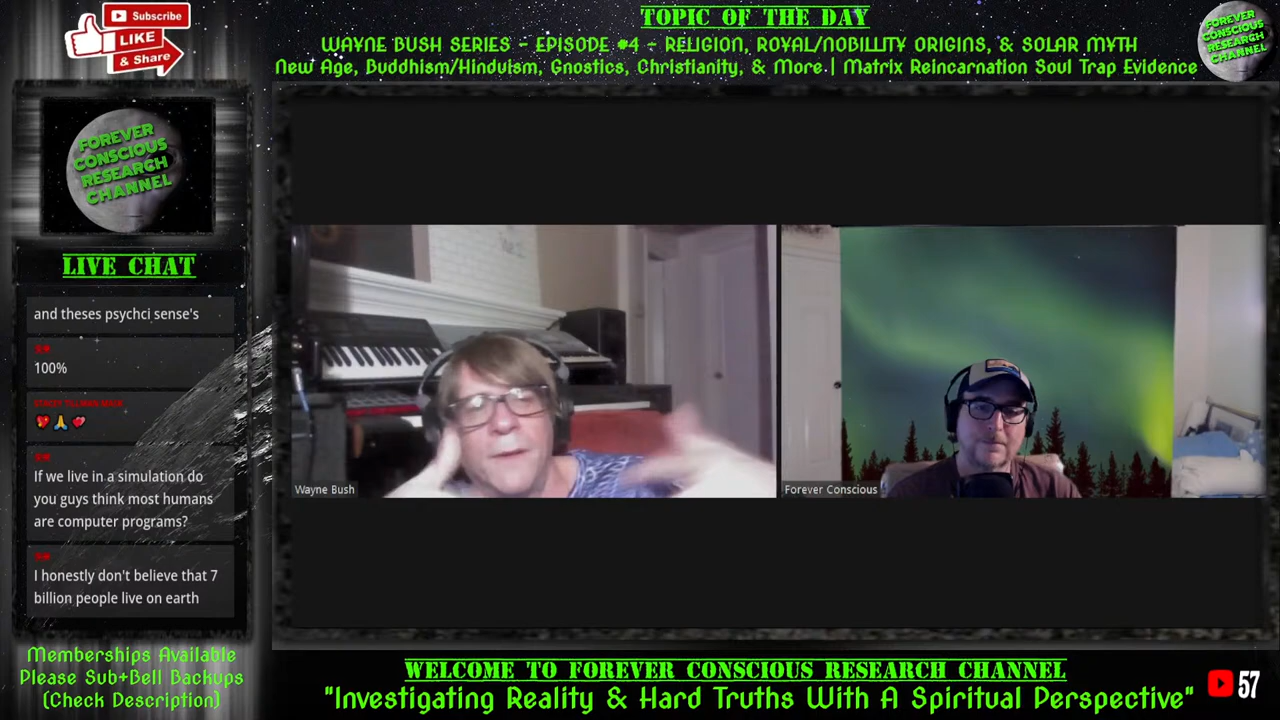 Subscribe
LIKE
& Share
TOPIC OF THE DAY
WAYNE BUSH SERIES - EPISODE #4 - RELIGION, ROYAL/NOBILLITY ORIGINS, & SOLAR MYTH
New Age, Buddhism/Hinduism, Gnostics, Christianity, & More | Matrix Reincarnation Soul Trap Evidence
FOREVER
CONSCIOUS
RESEARCH
CHANNEL
FOREVER
CONSCIOUS
RESEARCH
CHANNEL
LIVE CHAT
and theses psychci sense's
100%
If we live in a simulation do
you guys think most humans
are computer programs?
I honestly don't believe that 7
billion people live on earth
Wayne Bush
Forever Conscious
Memberships Available
Please Sub+Bell Backups
(Check Description)
WELCOME TO FOREVER CONSCIOUS RESEARCH CHANNEL
"Investigating Reality & Hard Truths With A Spiritual Perspective"
57